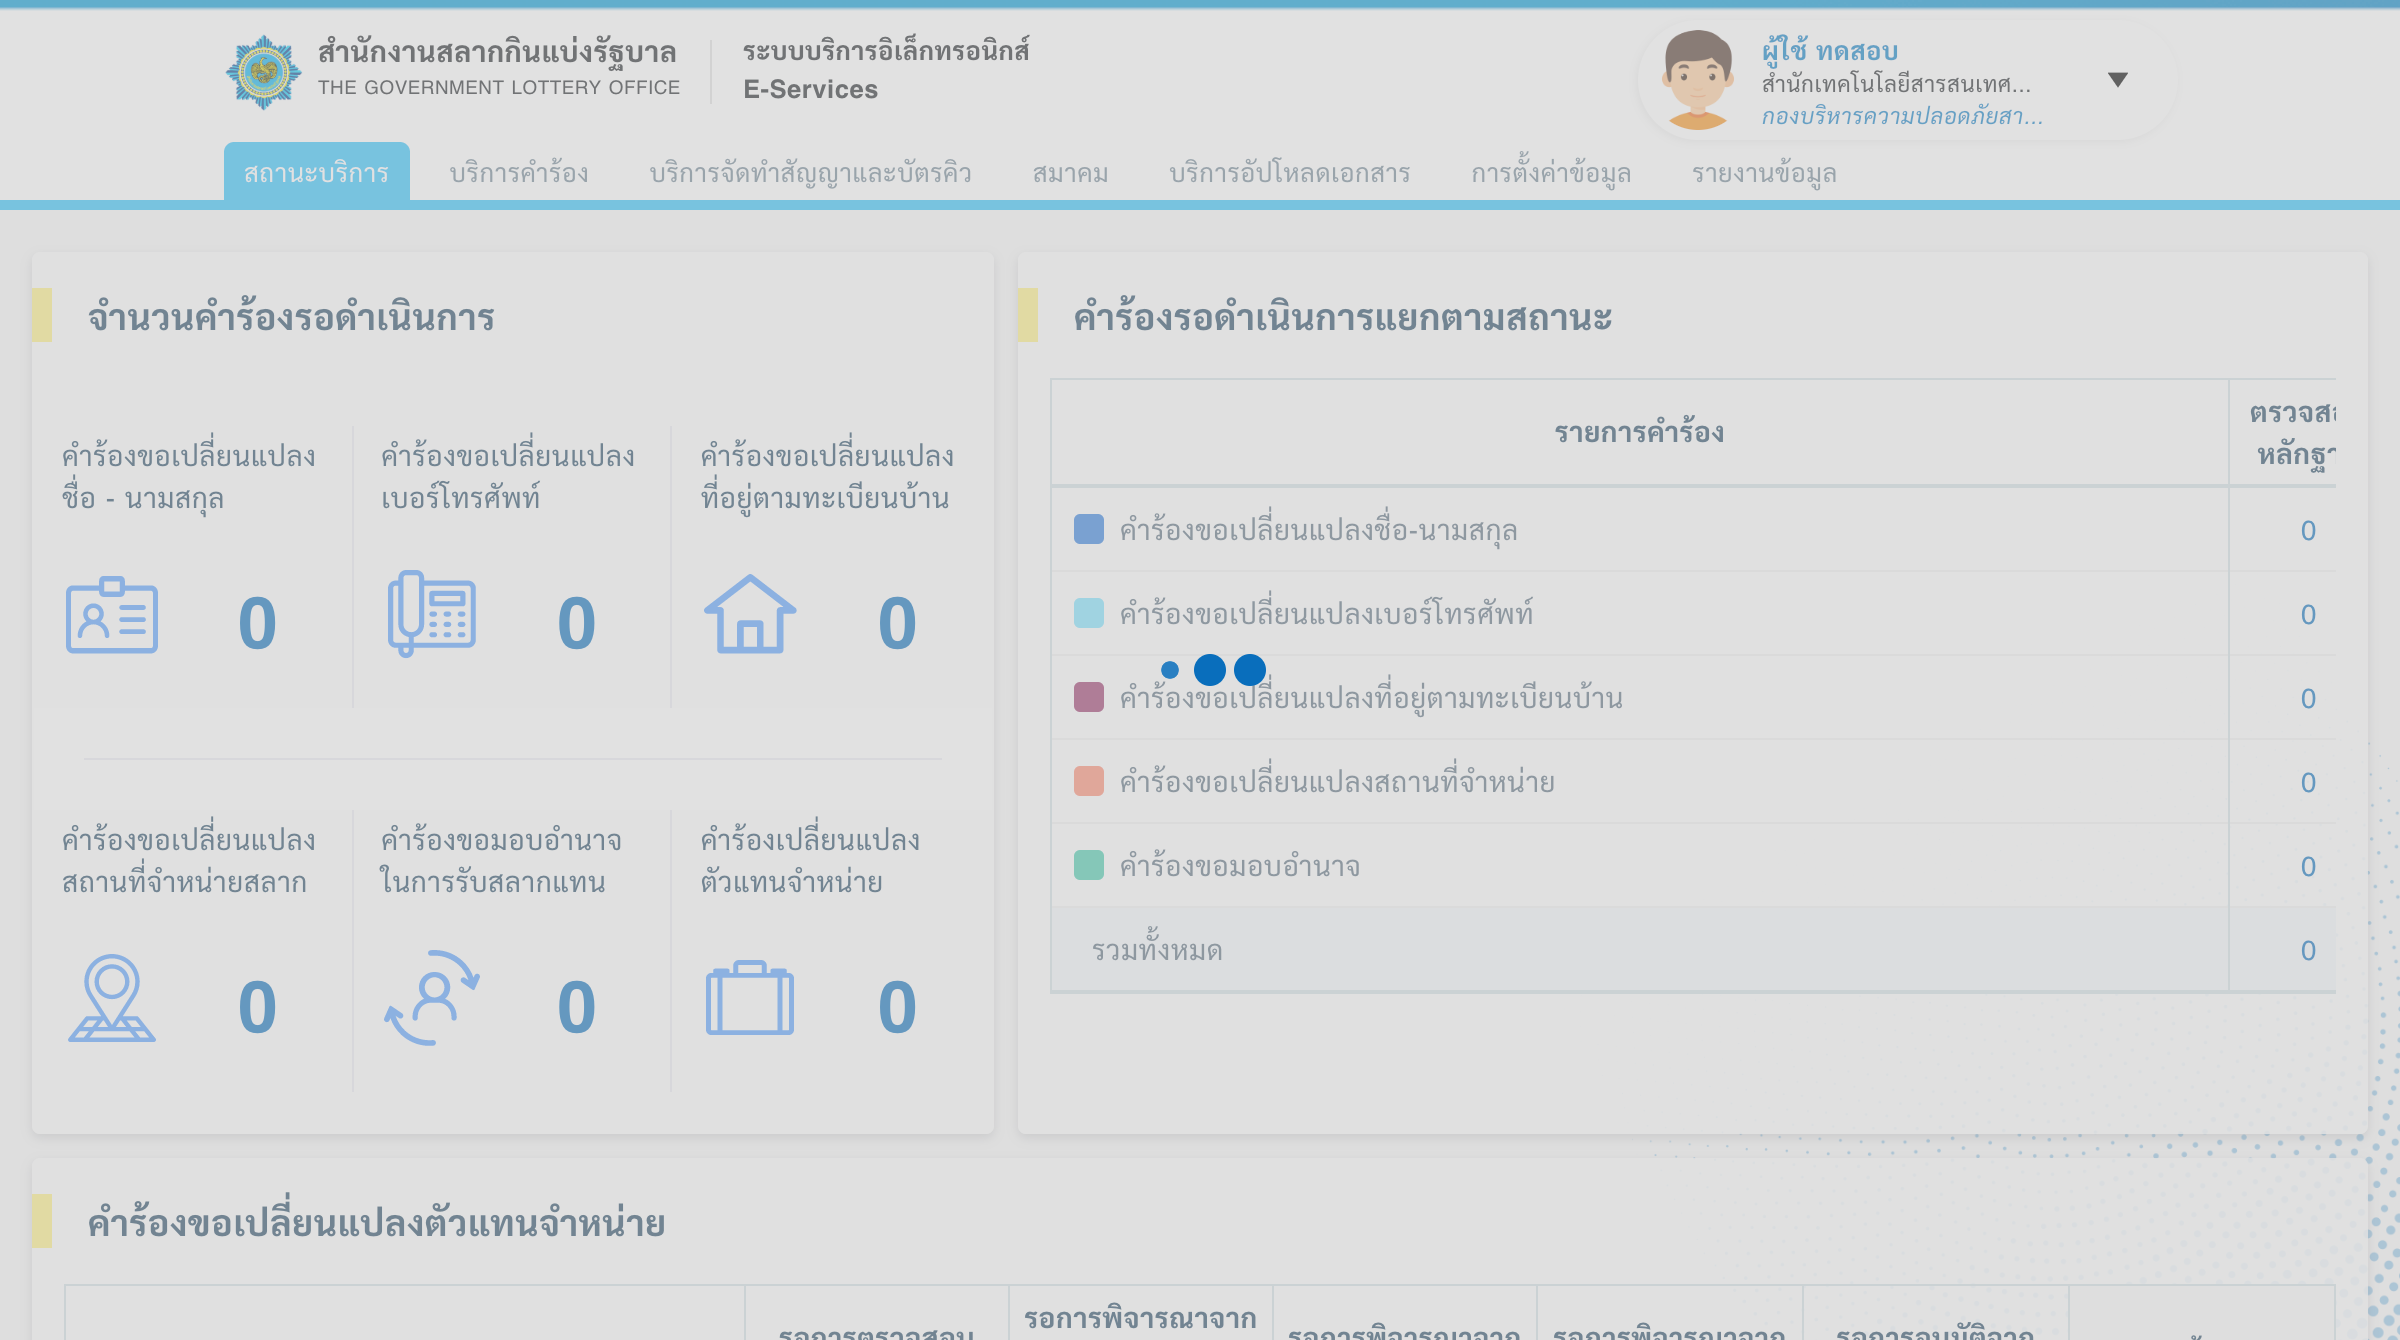 สำนักงานสลากกินแบ่งรัฐบาล
THE GOVERNMENT LOTTERY OFFICE
ระบบบริการอิเล็กทรอนิกส์
E-Services
ผู้ใช้ ทดสอบ
สำนักเทคโนโลยีสารสนเทศ...
กองบริหารความปลอดภัยสา...
สถานะบริการ
บริการคำร้อง
บริการจัดทำสัญญาและบัตรคิว
สมาคม
บริการอัปโหลดเอกสาร
การตั้งค่าข้อมูล
รายงานข้อมูล
จำนวนคำร้องรอดำเนินการ
คำร้องขอเปลี่ยนแปลง
ชื่อ - นามสกุล
0
คำร้องขอเปลี่ยนแปลง
เบอร์โทรศัพท์
0
คำร้องขอเปลี่ยนแปลง
ที่อยู่ตามทะเบียนบ้าน
0
คำร้องขอเปลี่ยนแปลง
สถานที่จำหน่ายสลาก
0
คำร้องขอมอบอำนาจ
ในการรับสลากแทน
0
คำร้องเปลี่ยนแปลง
ตัวแทนจำหน่าย
0
คำร้องรอดำเนินการแยกตามสถานะ
รายการคำร้อง
คำร้องขอเปลี่ยนแปลงชื่อ-นามสกุล 0
คำร้องขอเปลี่ยนแปลงเบอร์โทรศัพท์ 0
คำร้องขอเปลี่ยนแปลงที่อยู่ตามทะเบียนบ้าน 0
คำร้องขอเปลี่ยนแปลงสถานที่จำหน่าย 0
คำร้องขอมอบอำนาจ 0
รวมทั้งหมด 0
คำร้องขอเปลี่ยนแปลงตัวแทนจำหน่าย
รอการตรวจสอบ
รอการพิจารณาจาก
รอการพิจารณาจาก
รอการพิจารณาจาก
รอการอนุมัติจาก